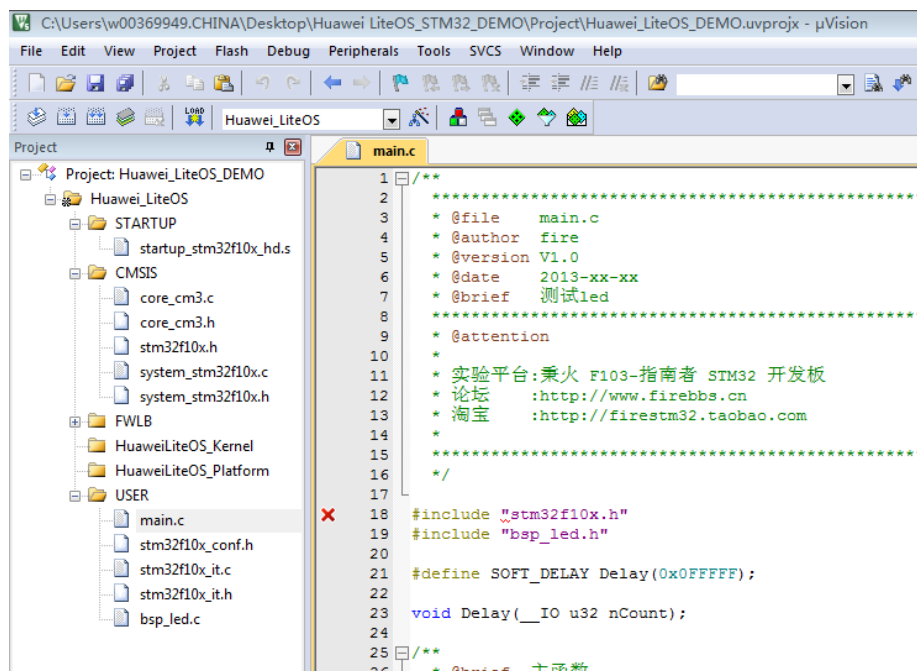 C:\Users\w00369949.CHINA\Desktop\Huawei LiteOS_STM32_DEMO\Project\Huawei_LiteOS_DEMO.uvprojx - µVision
File Edit View Project Flash Debug Peripherals Tools SVCS Window Help
LOAD
Huawei_LiteOS
Project
Project: Huawei_LiteOS_DEMO
Huawei_LiteOS
STARTUP
startup_stm32f10x_hd.s
CMSIS
core_cm3.c
core_cm3.h
stm32f10x.h
system_stm32f10x.c
system_stm32f10x.h
FWLB
HuaweiLiteOS_Kernel
HuaweiLiteOS_Platform
USER
main.c
stm32f10x_conf.h
stm32f10x_it.c
stm32f10x_it.h
bsp_led.c
main.c
1 /**
2 *************************************************
3 * @file main.c
4 * @author fire
5 * @version V1.0
6 * @date 2013-xx-xx
7 * @brief 测试led
8 *************************************************
9 * @attention
10 *
11 * 实验平台:秉火 F103-指南者 STM32 开发板
12 * 论坛 :http://www.firebbs.cn
13 * 淘宝 :http://firestm32.taobao.com
14 *
15 *************************************************
16 */
17
18 #include "stm32f10x.h"
19 #include "bsp_led.h"
20
21 #define SOFT_DELAY Delay(0x0FFFFF);
22
23 void Delay(__IO u32 nCount);
24
25 /**
26 * @brief 主函数